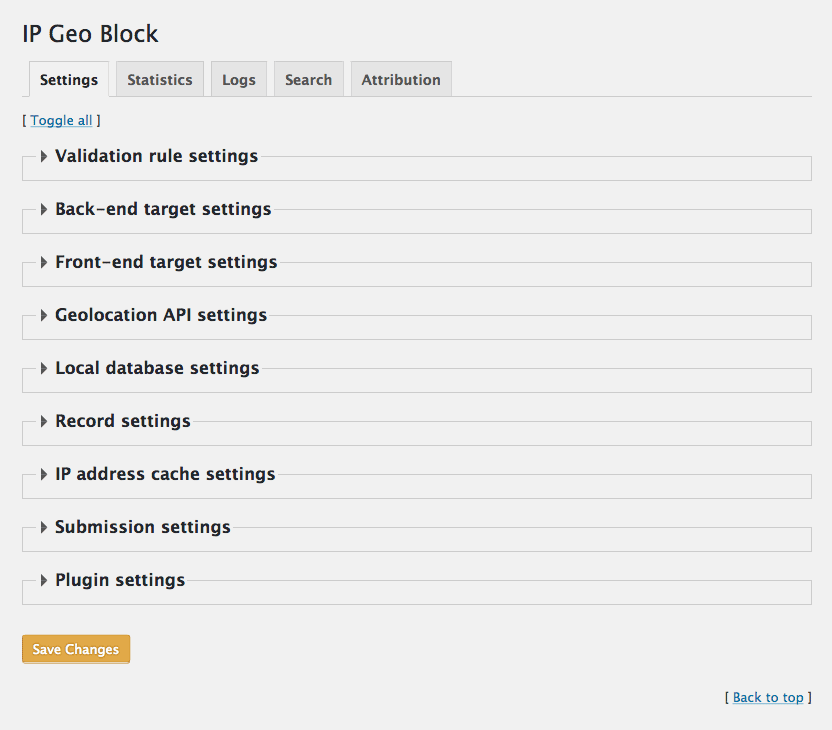 IP Geo Block
Settings Statistics Logs Search Attribution
[ Toggle all ]
Validation rule settings
Back-end target settings
Front-end target settings
Geolocation API settings
Local database settings
Record settings
IP address cache settings
Submission settings
Plugin settings
Save Changes
[ Back to top ]